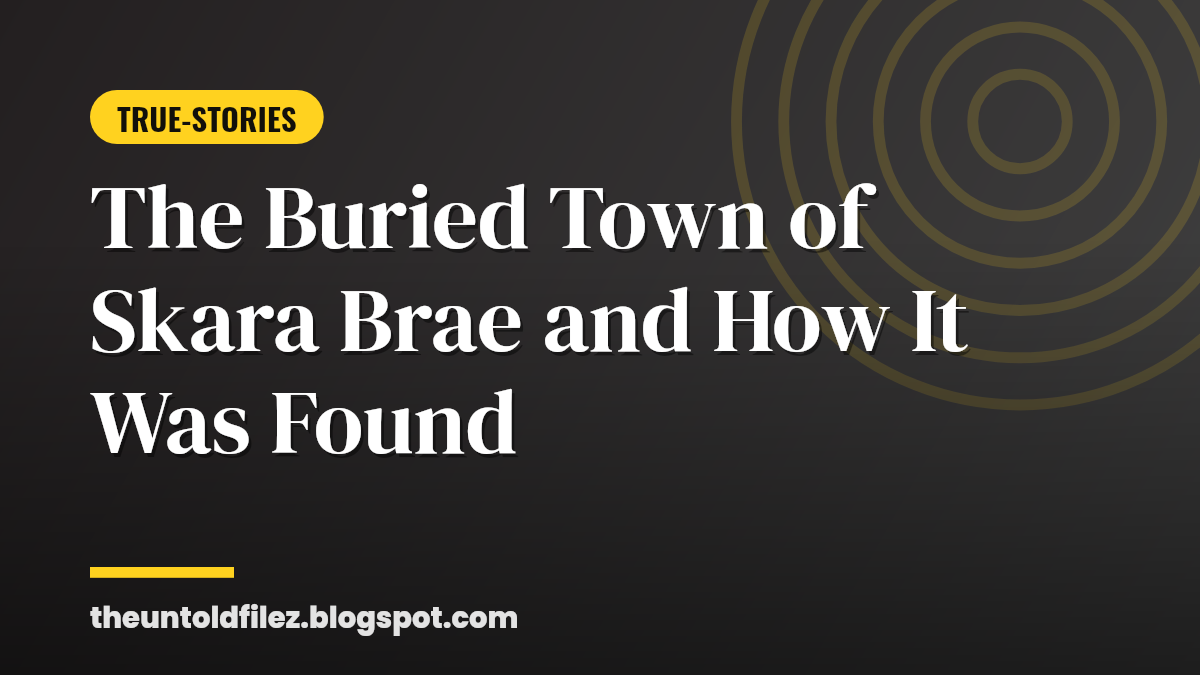 TRUE-STORIES
The Buried Town of
Skara Brae and How It
Was Found
theuntoldfilez.blogspot.com